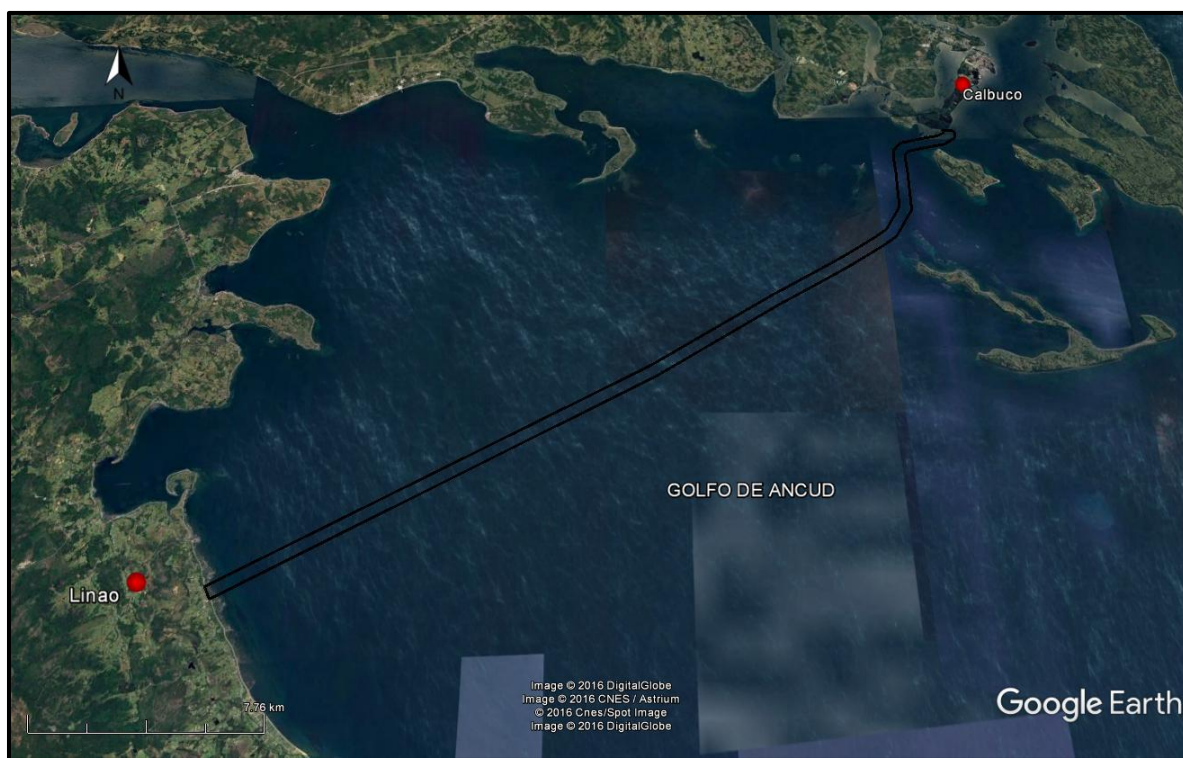 N
Calbuco
GOLFO DE ANCUD
Linao
7.76 km
Image © 2016 DigitalGlobe
Image © 2016 CNES / Astrium
© 2016 Cnes/Spot Image
Image © 2016 DigitalGlobe
Google Earth